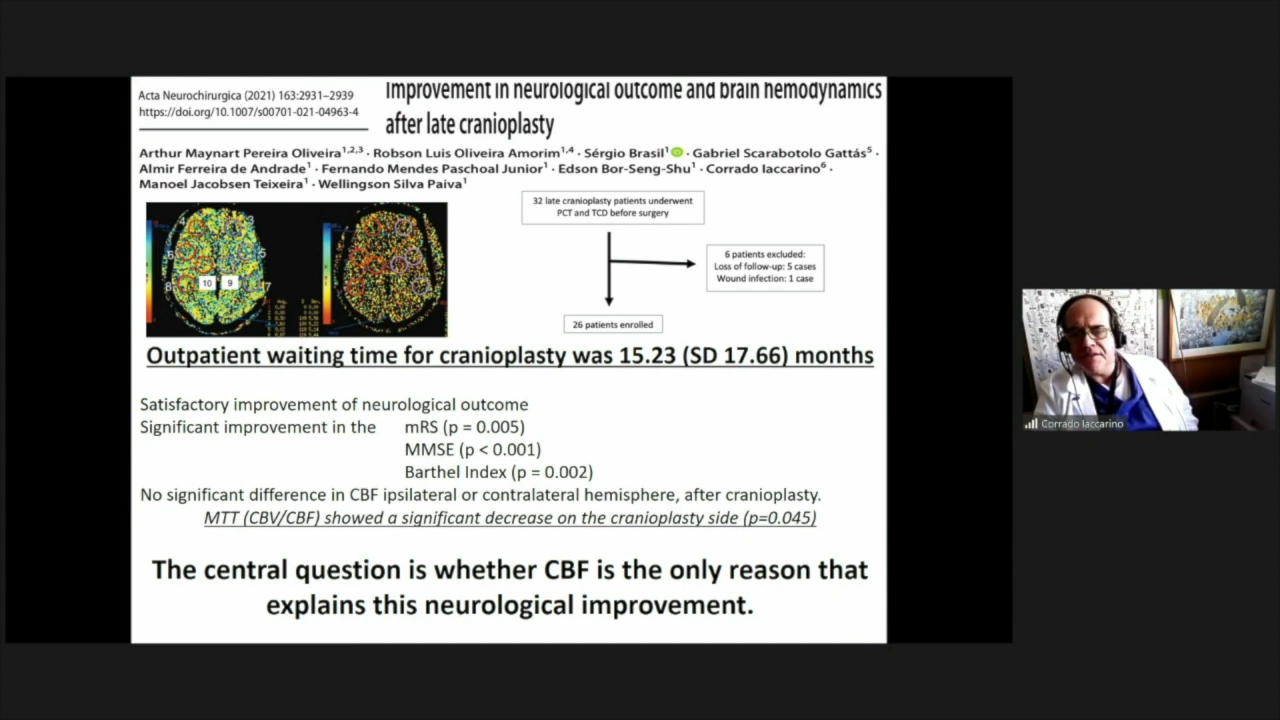 Acta Neurochirurgica (2021) 163:2931–2939
https://doi.org/10.1007/s00701-021-04963-4
Improvement in neurological outcome and brain hemodynamics
after late cranioplasty
Arthur Maynart Pereira Oliveira1,2,3 · Robson Luis Oliveira Amorim1,4 · Sérgio Brasil1 · Gabriel Scarabotolo Gattás5 ·
Almir Ferreira de Andrade1 · Fernando Mendes Paschoal Junior1 · Edson Bor-Seng-Shu1 · Corrado Iaccarino6 ·
Manoel Jacobsen Teixeira1 · Wellingson Silva Paiva1
32 late cranioplasty patients underwent
PCT and TCD before surgery
6 patients excluded:
Loss of follow-up: 5 cases
Wound infection: 1 case
26 patients enrolled
4
3
6
5
8
10
9
7
Outpatient waiting time for cranioplasty was 15.23 (SD 17.66) months
Satisfactory improvement of neurological outcome
Significant improvement in the mRS (p = 0.005)
MMSE (p < 0.001)
Barthel Index (p = 0.002)
No significant difference in CBF ipsilateral or contralateral hemisphere, after cranioplasty.
MTT (CBV/CBF) showed a significant decrease on the cranioplasty side (p=0.045)
The central question is whether CBF is the only reason that
explains this neurological improvement.
Corrado Iaccarino